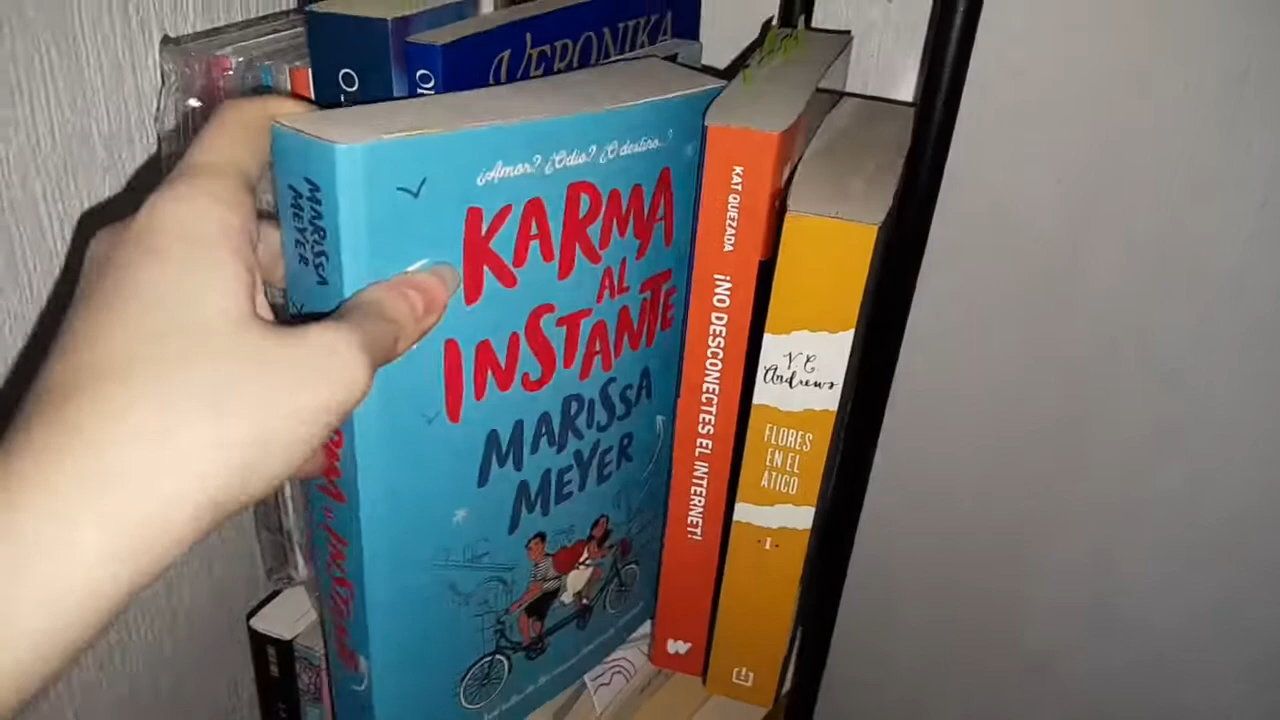 VERONIKA
¿Amor? ¿Odio? ¿O destino...?
KARMA
AL
INSTANTE
MARISSA
MEYER
MARISSA
MEYER
KAT QUEZADA
¡NO DESCONECTES EL INTERNET!
V. C.
Andrews
FLORES
EN EL
ÁTICO
· I ·